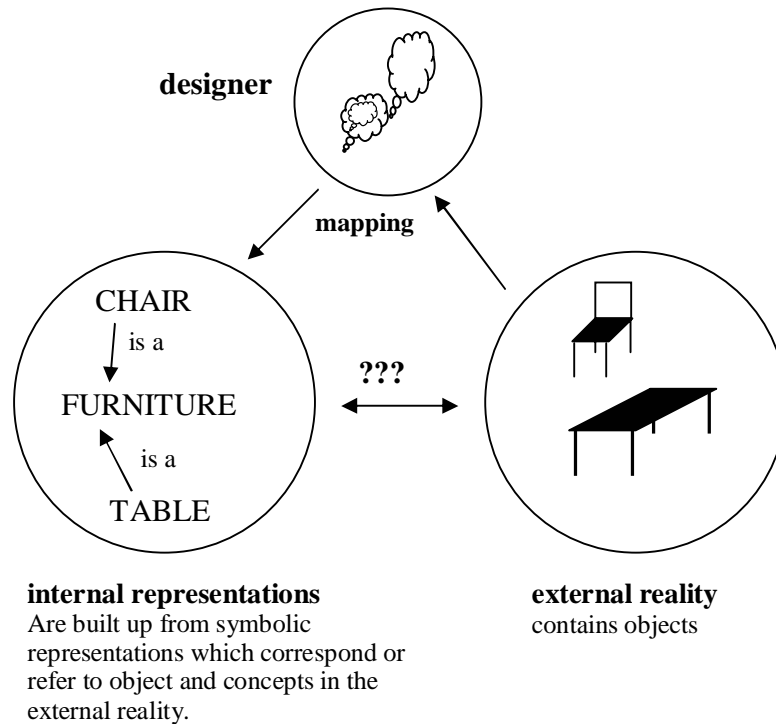 designer
mapping
CHAIR
is a
FURNITURE
is a
TABLE
???
internal representations
Are built up from symbolic
representations which correspond or
refer to object and concepts in the
external reality.
external reality
contains objects